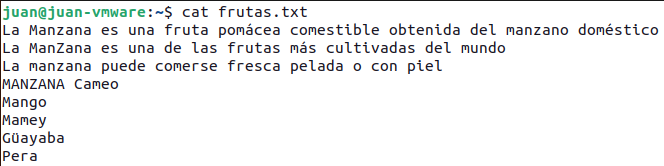 juan@juan-vmware:~$ cat frutas.txt
La Manzana es una fruta pomácea comestible obtenida del manzano doméstico
La ManZana es una de las frutas más cultivadas del mundo
La manzana puede comerse fresca pelada o con piel
MANZANA Cameo
Mango
Mamey
Güayaba
Pera